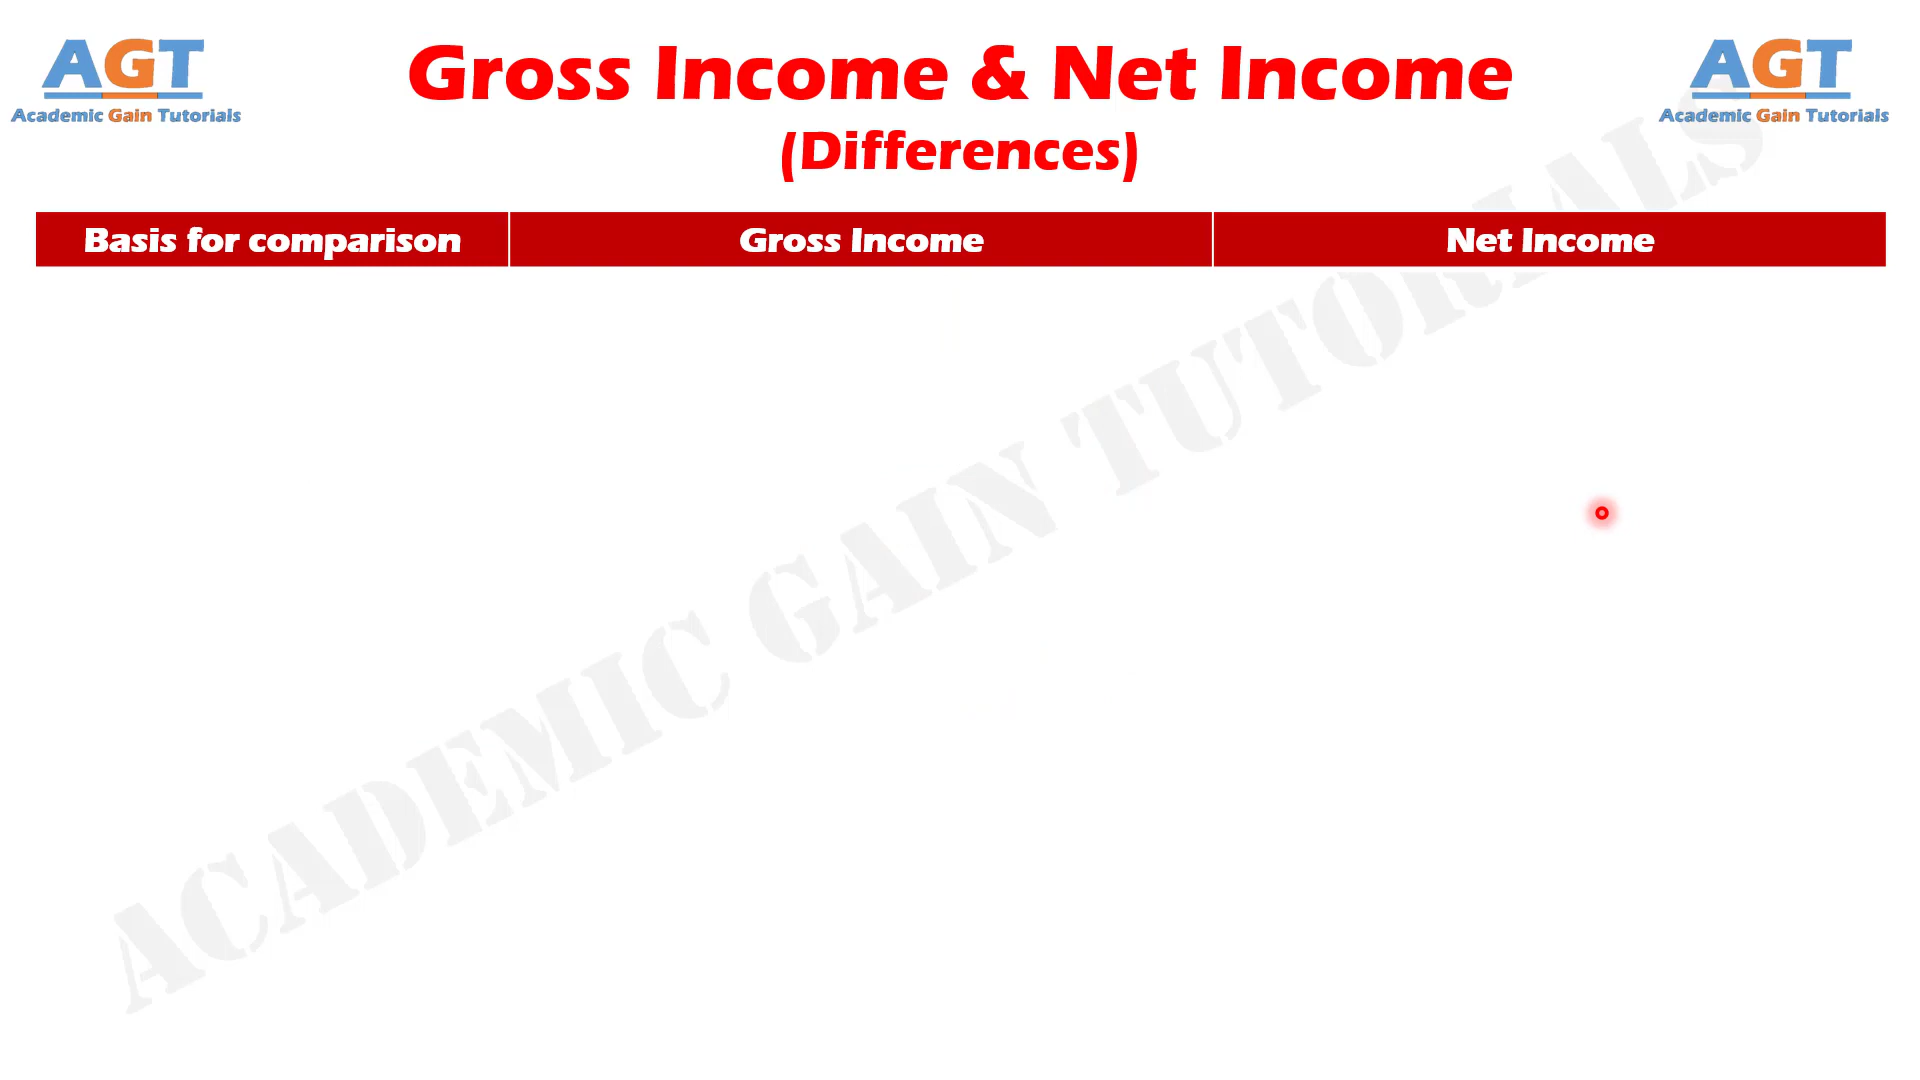 AGT
Academic Gain Tutorials
Gross Income & Net Income
(Differences)
AGT
Academic Gain Tutorials
Basis for comparison Gross Income Net Income
ACADEMIC GAIN TUTORIALS